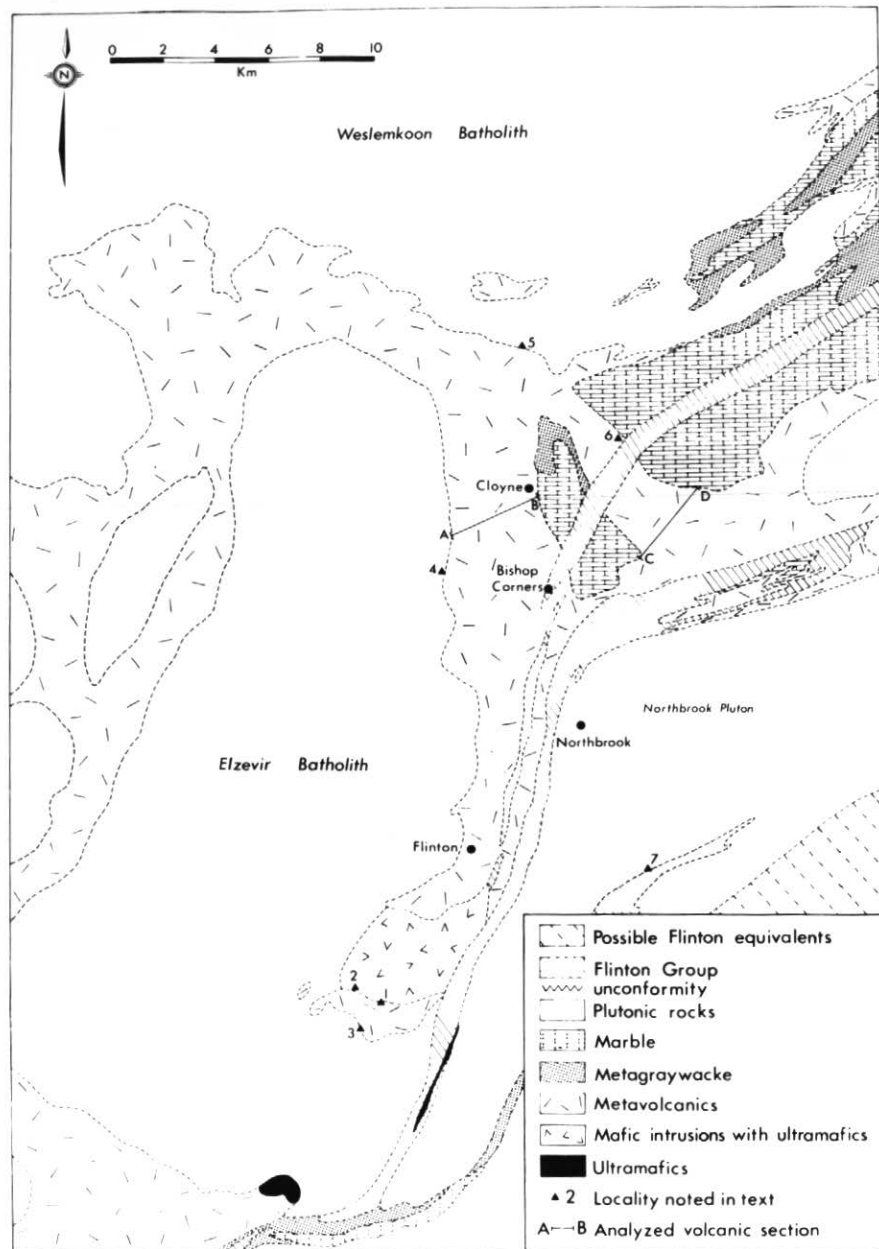 0 2 4 6 8 10
Km
N
Weslemkoon Batholith
5
6
Cloyne
B
D
A
C
4
Bishop
Corners
Northbrook Pluton
Northbrook
Elzevir Batholith
Flinton
7
2
1
3
Possible Flinton equivalents
Flinton Group
unconformity
Plutonic rocks
Marble
Metagraywacke
Metavolcanics
Mafic intrusions with ultramafics
Ultramafics
▲ 2 Locality noted in text
A⊢⊣B Analyzed volcanic section